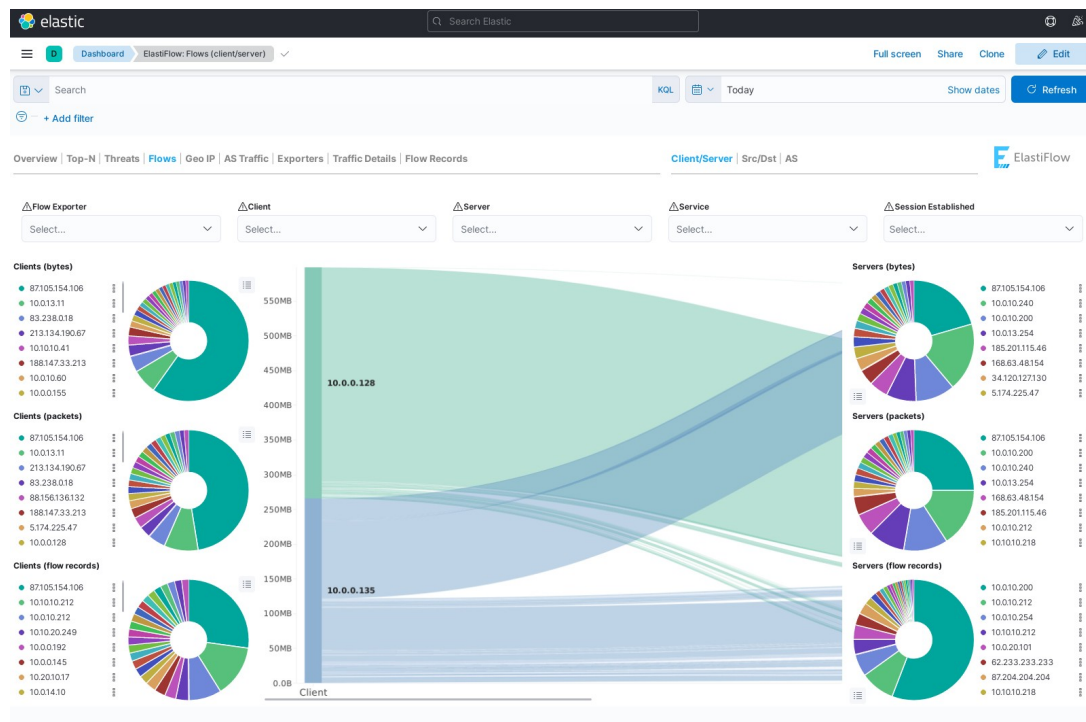 elastic
Search Elastic
D Dashboard ElastiFlow: Flows (client/server) Full screen Share Clone Edit
Search KQL Today Show dates Refresh
+ Add filter
Overview | Top-N | Threats | Flows | Geo IP | AS Traffic | Exporters | Traffic Details | Flow Records
Client/Server | Src/Dst | AS
ElastiFlow
Flow Exporter Client Server Service Session Established
Select... Select... Select... Select... Select...
Clients (bytes)
87.105.154.106
10.0.13.11
83.238.0.18
213.134.190.67
10.10.10.41
188.147.33.213
10.0.10.60
10.0.0.155
Clients (packets)
87.105.154.106
10.0.13.11
213.134.190.67
83.238.0.18
88.156.136.132
188.147.33.213
5.174.225.47
10.0.0.128
Clients (flow records)
87.105.154.106
10.10.10.212
10.0.10.212
10.10.20.249
10.0.0.192
10.0.0.145
10.20.10.17
10.0.14.10
550MB
500MB
450MB
400MB
350MB
300MB
250MB
200MB
150MB
100MB
50MB
0.0B
10.0.0.128
10.0.0.135
Client
Servers (bytes)
87.105.154.106
10.0.10.240
10.0.10.200
10.0.13.254
185.201.115.46
168.63.48.154
34.120.127.130
5.174.225.47
Servers (packets)
87.105.154.106
10.0.10.200
10.0.10.240
10.0.13.254
168.63.48.154
185.201.115.46
10.0.10.212
10.10.10.218
Servers (flow records)
10.0.10.200
10.0.10.212
10.0.10.254
10.10.10.212
10.0.20.101
62.233.233.233
87.204.204.204
10.10.10.218